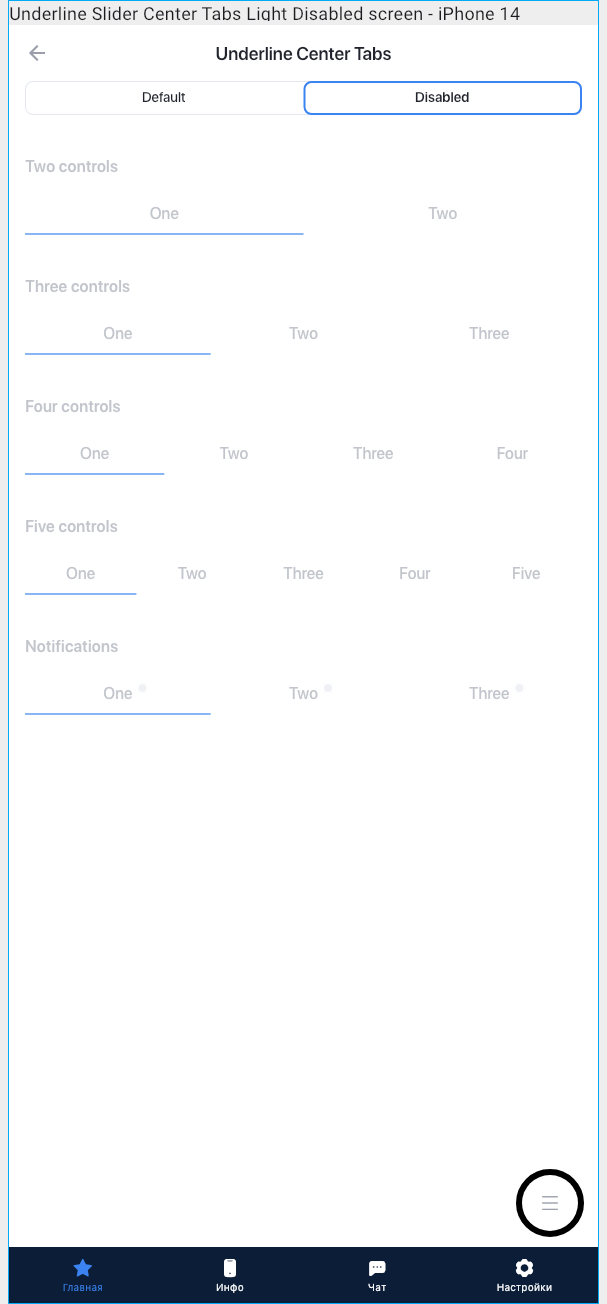 Underline Slider Center Tabs Light Disabled screen - iPhone 14
Underline Center Tabs
Default Disabled
Two controls
One Two
Three controls
One Two Three
Four controls
One Two Three Four
Five controls
One Two Three Four Five
Notifications
One Two Three
Главная Инфо Чат Настройки